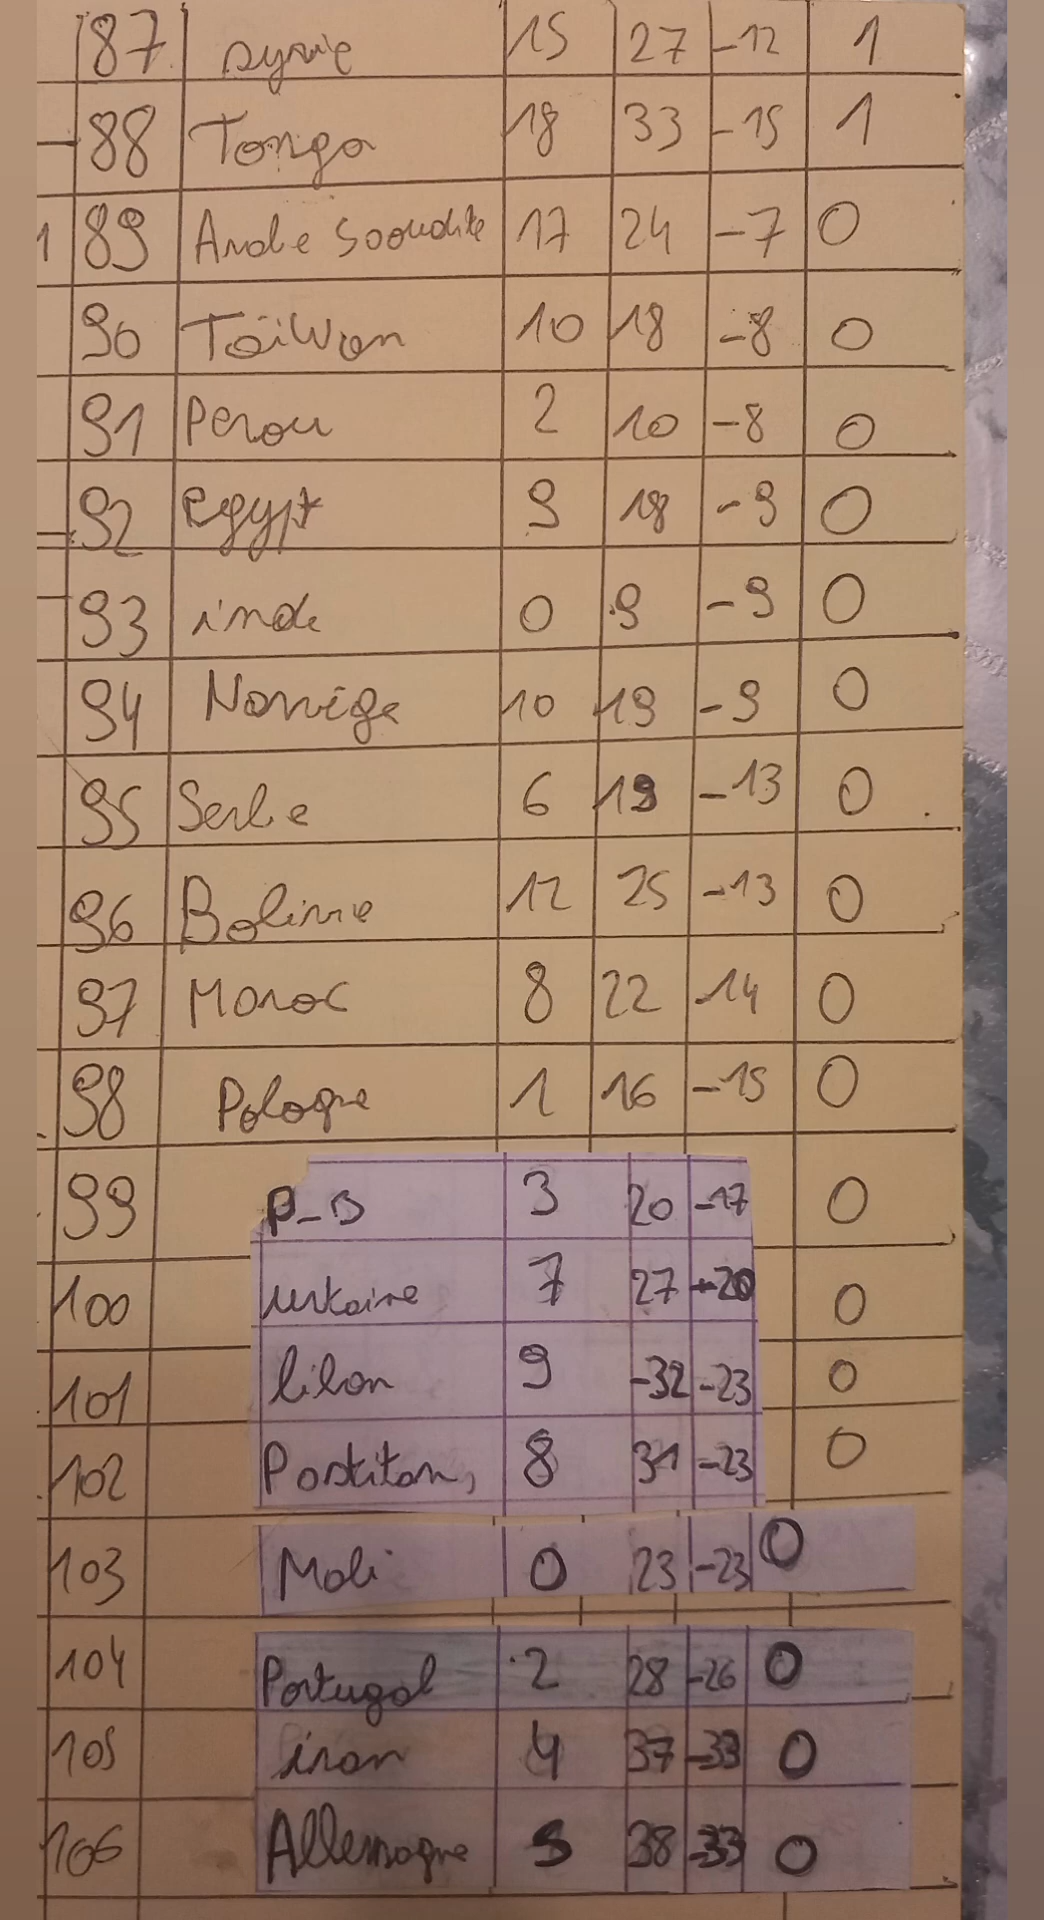 87 syrie 15 27 -12 1
88 Tonga 18 33 -15 1
1 89 Arabe Sooudite 17 24 -7 0
90 Taiwan 10 18 -8 0
91 Perou 2 10 -8 0
92 egypt 9 18 -9 0
93 inde 0 9 -9 0
94 Norvège 10 19 -9 0
95 Serbe 6 19 -13 0
96 Bolivie 12 25 -13 0
97 Maroc 8 22 -14 0
98 Pologne 1 16 -15 0
99 P-B 3 20 -17 0
100 7 27 0
101 liban 9 -32 -23 0
102 8 31 -23 0
103 Mali 0 23 -23 0
104 Portugal 2 28 -26 0
105 iran 4 37 -33 0
106 Allemagne 5 38 -33 0